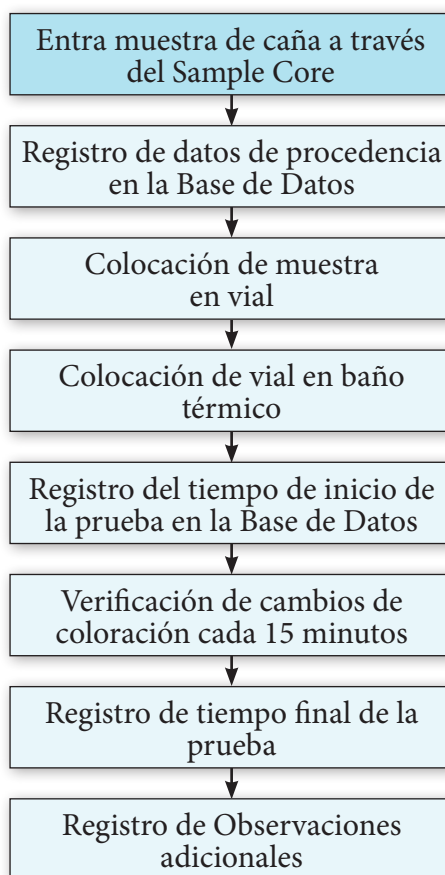 Entra muestra de caña a través
del Sample Core
Registro de datos de procedencia
en la Base de Datos
Colocación de muestra
en vial
Colocación de vial en baño
térmico
Registro del tiempo de inicio de
la prueba en la Base de Datos
Verificación de cambios de
coloración cada 15 minutos
Registro de tiempo final de la
prueba
Registro de Observaciones
adicionales